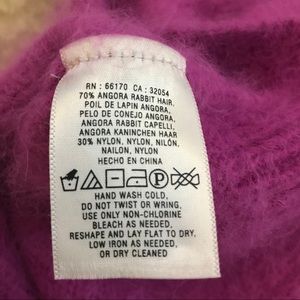 RN : 66170 CA : 32054
70% ANGORA RABBIT HAIR,
POIL DE LAPIN ANGORA,
PELO DE CONEJO ANGORA,
ANGORA RABBIT CAPELLI,
ANGORA KANINCHEN HAAR
30% NYLON, NYLON, NILÓN,
NAILON, NYLON
HECHO EN CHINA
HAND WASH COLD,
DO NOT TWIST OR WRING,
USE ONLY NON-CHLORINE
BLEACH AS NEEDED,
RESHAPE AND LAY FLAT TO DRY,
LOW IRON AS NEEDED,
OR DRY CLEANED